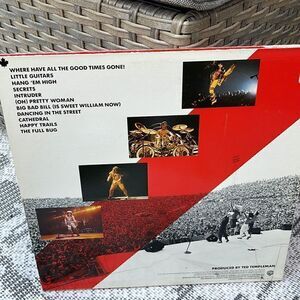 WHERE HAVE ALL THE GOOD TIMES GONE!
LITTLE GUITARS
HANG 'EM HIGH
SECRETS
INTRUDER
(OH) PRETTY WOMAN
BIG BAD BILL (IS SWEET WILLIAM NOW)
DANCING IN THE STREET
CATHEDRAL
HAPPY TRAILS
THE FULL BUG
PRODUCED BY TED TEMPLEMAN